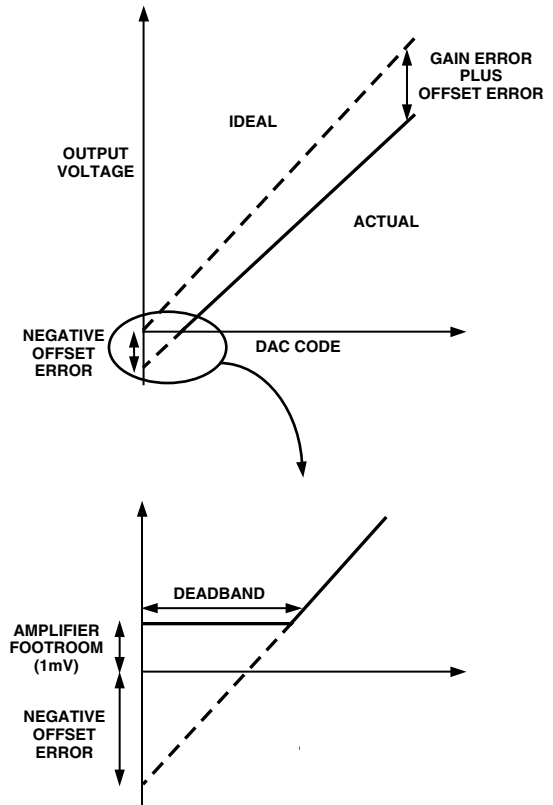 GAIN ERROR
PLUS
OFFSET ERROR
IDEAL
OUTPUT
VOLTAGE
ACTUAL
NEGATIVE
OFFSET
ERROR
DAC CODE
DEADBAND
AMPLIFIER
FOOTROOM
(1mV)
NEGATIVE
OFFSET
ERROR